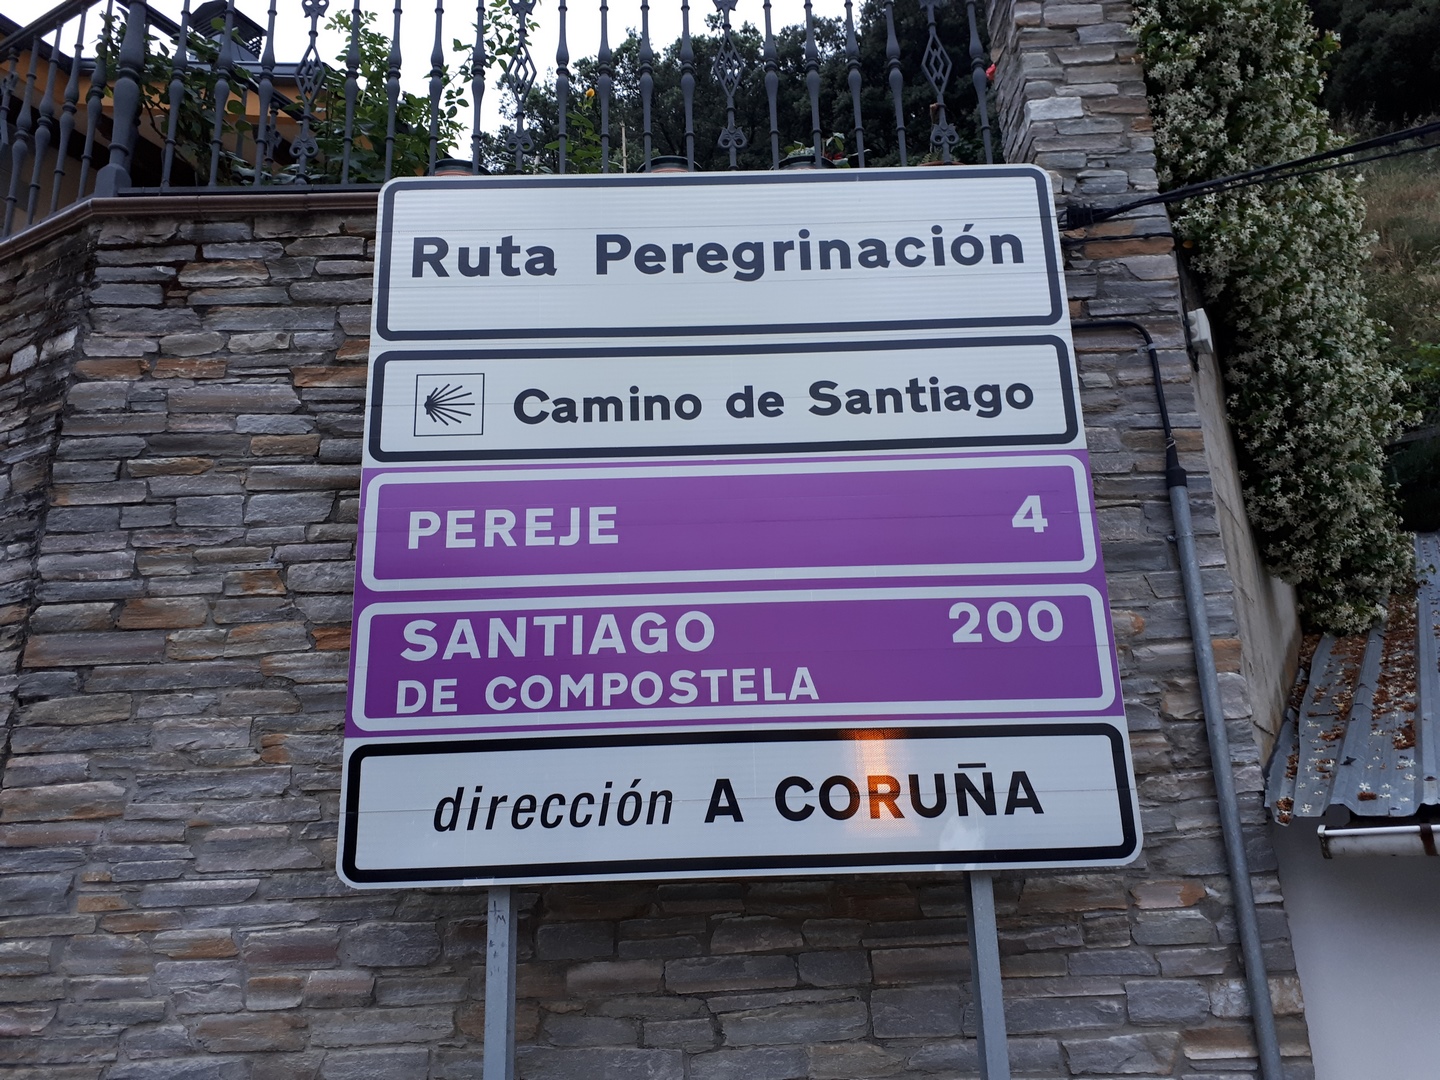 Ruta Peregrinación
Camino de Santiago
PEREJE 4
SANTIAGO 200
DE COMPOSTELA
dirección A CORUÑA